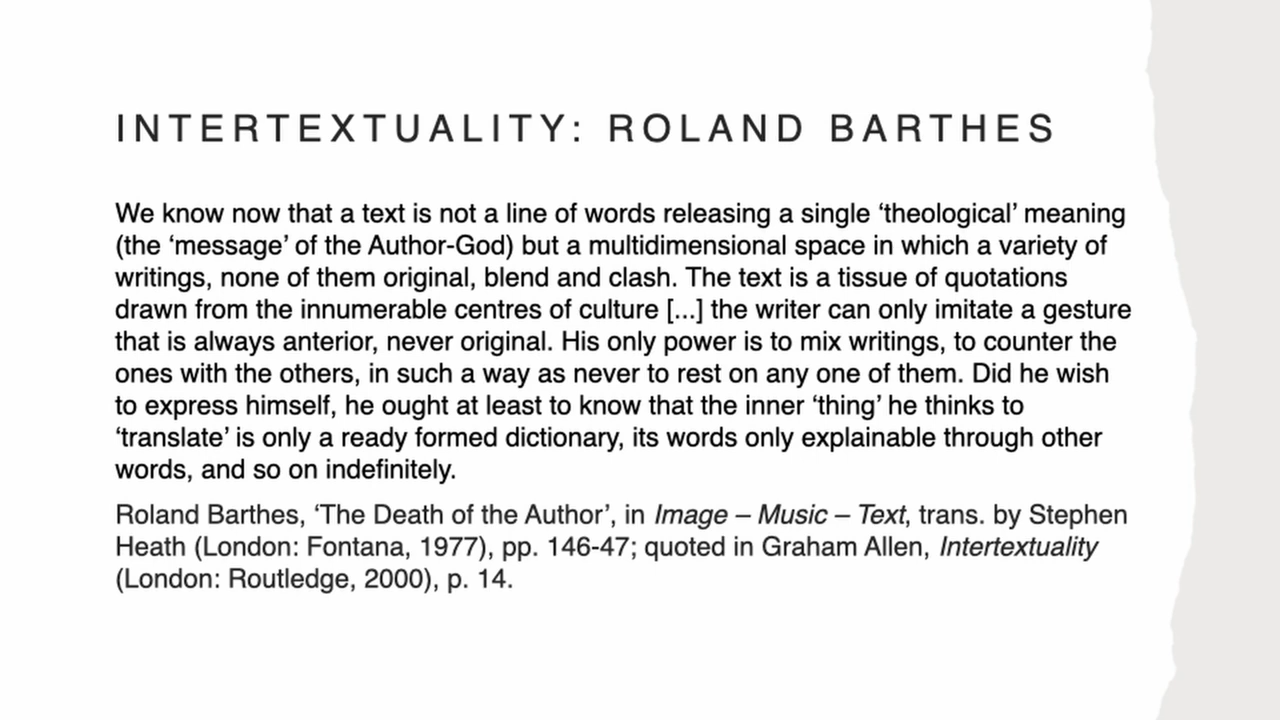 INTERTEXTUALITY: ROLAND BARTHES
We know now that a text is not a line of words releasing a single ‘theological’ meaning
(the ‘message’ of the Author-God) but a multidimensional space in which a variety of
writings, none of them original, blend and clash. The text is a tissue of quotations
drawn from the innumerable centres of culture [...] the writer can only imitate a gesture
that is always anterior, never original. His only power is to mix writings, to counter the
ones with the others, in such a way as never to rest on any one of them. Did he wish
to express himself, he ought at least to know that the inner ‘thing’ he thinks to
‘translate’ is only a ready formed dictionary, its words only explainable through other
words, and so on indefinitely.
Roland Barthes, ‘The Death of the Author’, in Image – Music – Text, trans. by Stephen
Heath (London: Fontana, 1977), pp. 146-47; quoted in Graham Allen, Intertextuality
(London: Routledge, 2000), p. 14.